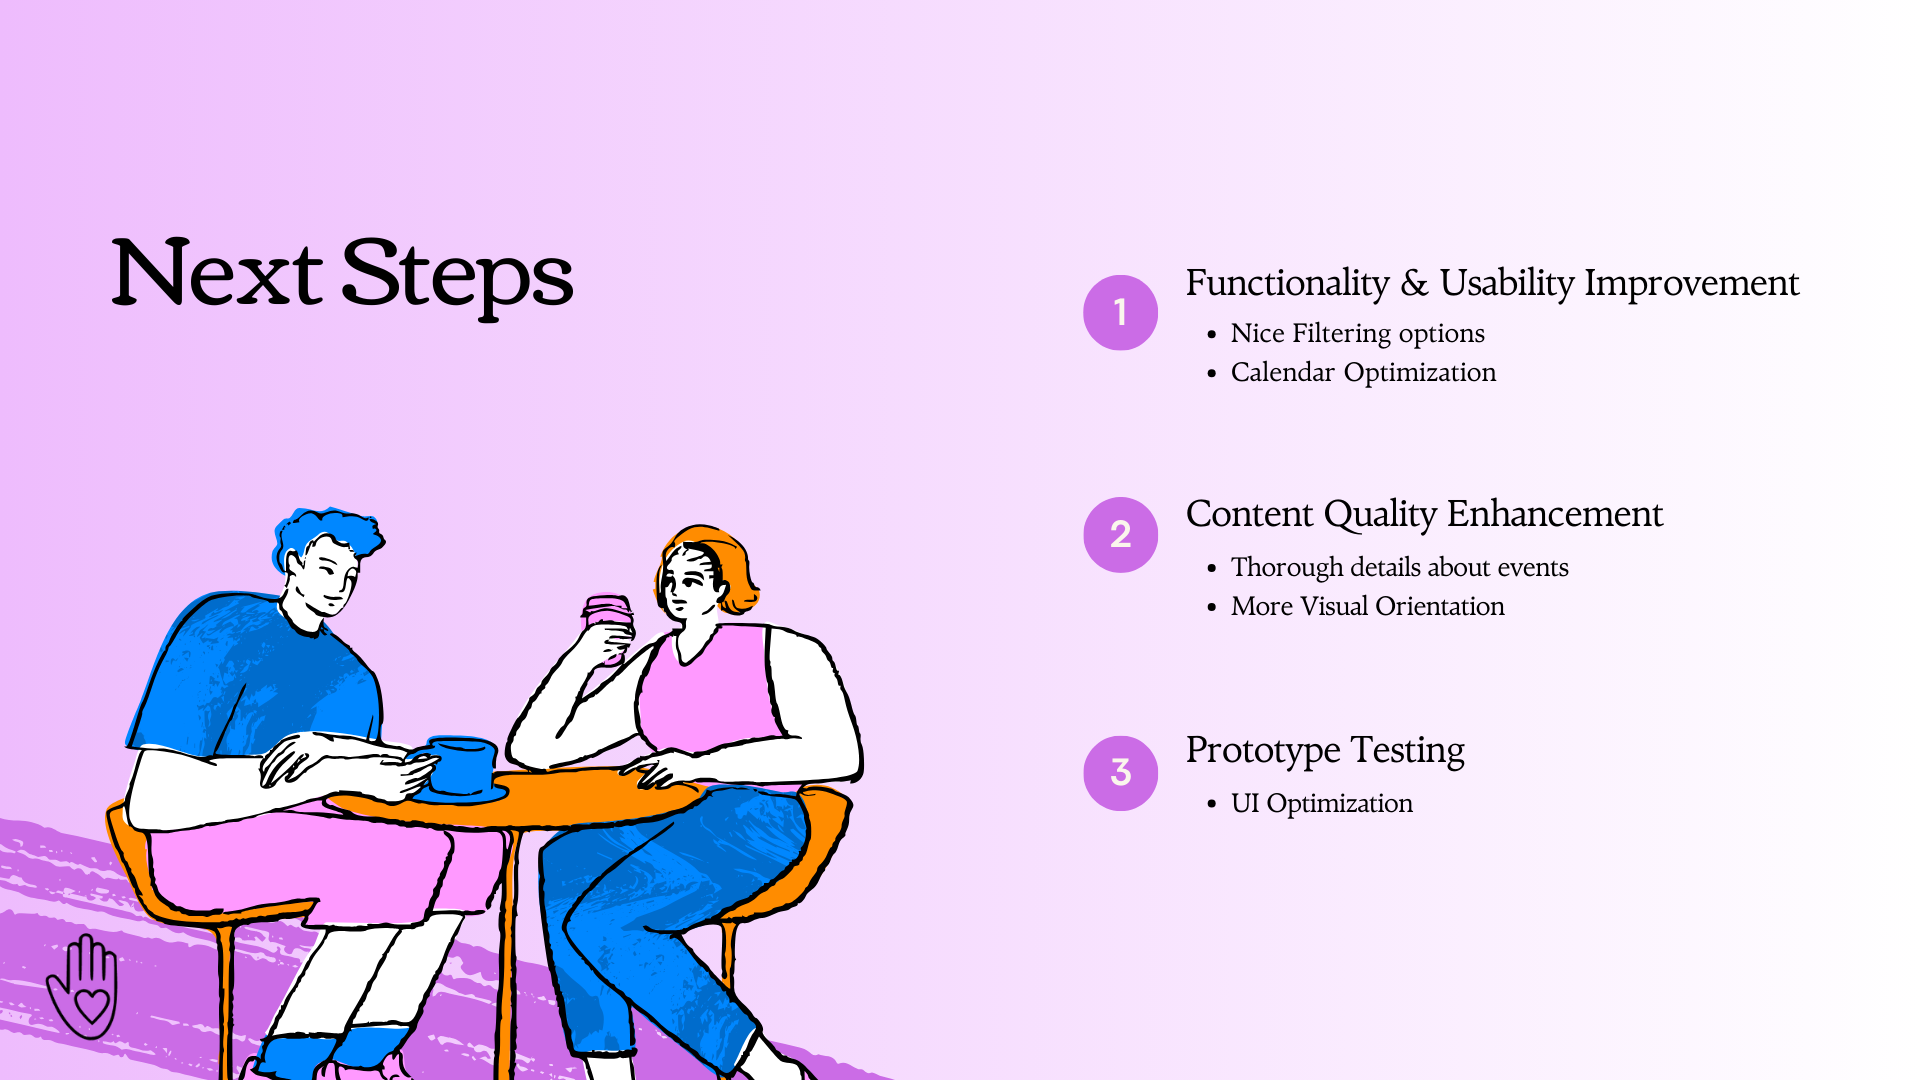 Next Steps
1
Functionality & Usability Improvement
• Nice Filtering options
• Calendar Optimization
2
Content Quality Enhancement
• Thorough details about events
• More Visual Orientation
3
Prototype Testing
• UI Optimization